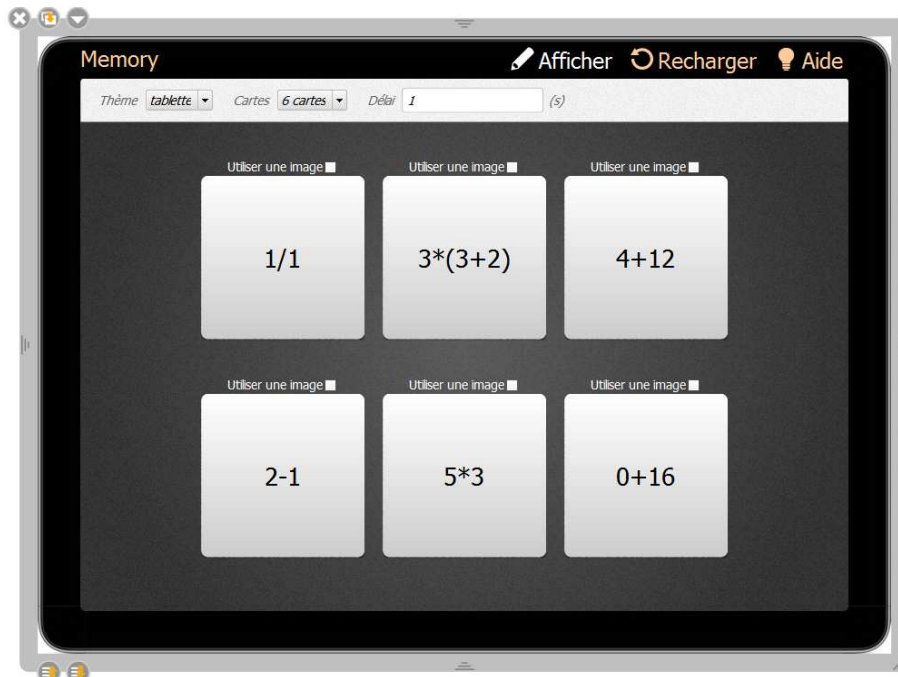 Memory Afficher Recharger Aide
Thème tablette Cartes 6 cartes Délai 1 (s)
Utiliser une image Utiliser une image Utiliser une image
1/1 3*(3+2) 4+12
Utiliser une image Utiliser une image Utiliser une image
2-1 5*3 0+16